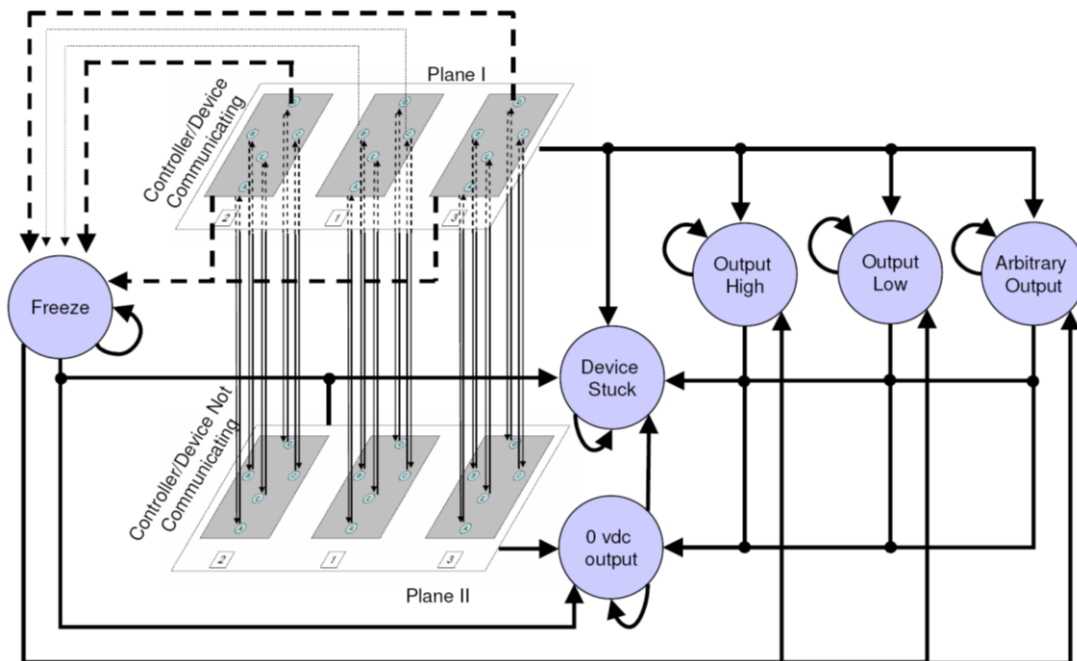 Plane I
Controller/Device
Communicating
2
1
3
Freeze
Output
High
Output
Low
Arbitrary
Output
Device
Stuck
Controller/Device Not
Communicating
0 vdc
output
2
1
3
Plane II